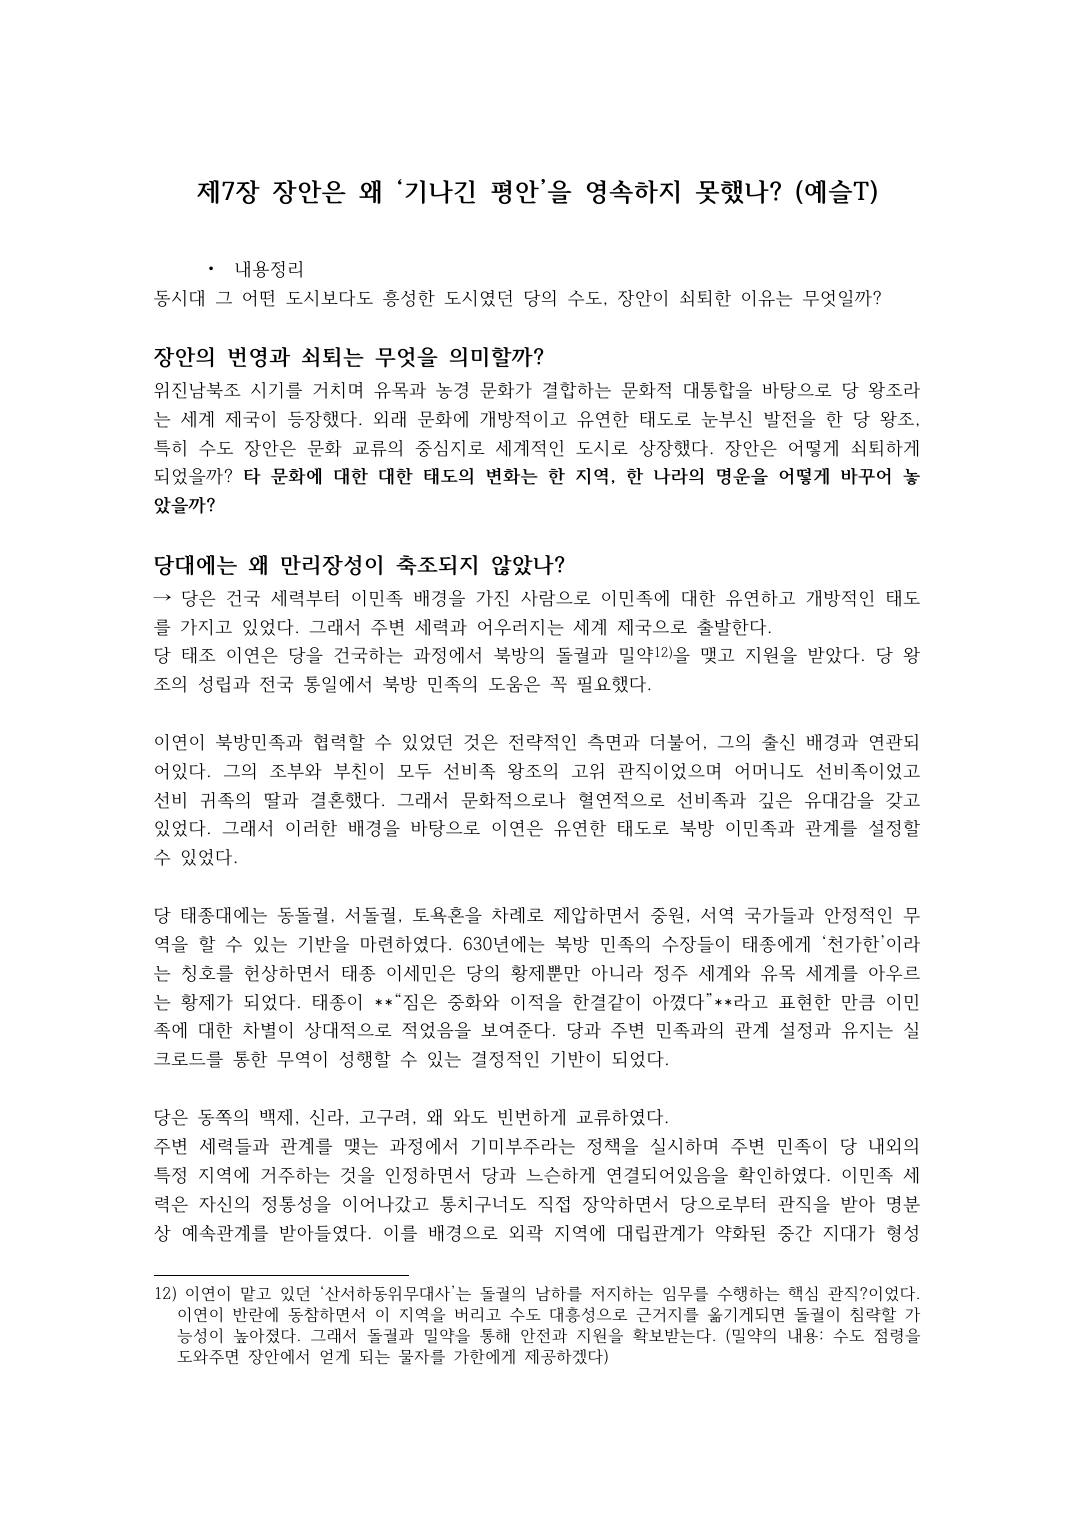 제7장 장안은 왜 ‘기나긴 평안’을 영속하지 못했나? (예슬T)
• 내용정리
동시대 그 어떤 도시보다도 흥성한 도시였던 당의 수도, 장안이 쇠퇴한 이유는 무엇일까?
장안의 번영과 쇠퇴는 무엇을 의미할까?
위진남북조 시기를 거치며 유목과 농경 문화가 결합하는 문화적 대통합을 바탕으로 당 왕조라
는 세계 제국이 등장했다. 외래 문화에 개방적이고 유연한 태도로 눈부신 발전을 한 당 왕조,
특히 수도 장안은 문화 교류의 중심지로 세계적인 도시로 상장했다. 장안은 어떻게 쇠퇴하게
되었을까? 타 문화에 대한 대한 태도의 변화는 한 지역, 한 나라의 명운을 어떻게 바꾸어 놓
았을까?
당대에는 왜 만리장성이 축조되지 않았나?
→ 당은 건국 세력부터 이민족 배경을 가진 사람으로 이민족에 대한 유연하고 개방적인 태도
를 가지고 있었다. 그래서 주변 세력과 어우러지는 세계 제국으로 출발한다.
당 태조 이연은 당을 건국하는 과정에서 북방의 돌궐과 밀약12)을 맺고 지원을 받았다. 당 왕
조의 성립과 전국 통일에서 북방 민족의 도움은 꼭 필요했다.
이연이 북방민족과 협력할 수 있었던 것은 전략적인 측면과 더불어, 그의 출신 배경과 연관되
어있다. 그의 조부와 부친이 모두 선비족 왕조의 고위 관직이었으며 어머니도 선비족이었고
선비 귀족의 딸과 결혼했다. 그래서 문화적으로나 혈연적으로 선비족과 깊은 유대감을 갖고
있었다. 그래서 이러한 배경을 바탕으로 이연은 유연한 태도로 북방 이민족과 관계를 설정할
수 있었다.
당 태종대에는 동돌궐, 서돌궐, 토욕혼을 차례로 제압하면서 중원, 서역 국가들과 안정적인 무
역을 할 수 있는 기반을 마련하였다. 630년에는 북방 민족의 수장들이 태종에게 ‘천가한’이라
는 칭호를 헌상하면서 태종 이세민은 당의 황제뿐만 아니라 정주 세계와 유목 세계를 아우르
는 황제가 되었다. 태종이 **“짐은 중화와 이적을 한결같이 아꼈다”**라고 표현한 만큼 이민
족에 대한 차별이 상대적으로 적었음을 보여준다. 당과 주변 민족과의 관계 설정과 유지는 실
크로드를 통한 무역이 성행할 수 있는 결정적인 기반이 되었다.
당은 동쪽의 백제, 신라, 고구려, 왜 와도 빈번하게 교류하였다.
주변 세력들과 관계를 맺는 과정에서 기미부주라는 정책을 실시하며 주변 민족이 당 내외의
특정 지역에 거주하는 것을 인정하면서 당과 느슨하게 연결되어있음을 확인하였다. 이민족 세
력은 자신의 정통성을 이어나갔고 통치구너도 직접 장악하면서 당으로부터 관직을 받아 명분
상 예속관계를 받아들였다. 이를 배경으로 외곽 지역에 대립관계가 약화된 중간 지대가 형성
12) 이연이 맡고 있던 ‘산서하동위무대사’는 돌궐의 남하를 저지하는 임무를 수행하는 핵심 관직?이었다.
이연이 반란에 동참하면서 이 지역을 버리고 수도 대흥성으로 근거지를 옮기게되면 돌궐이 침략할 가
능성이 높아졌다. 그래서 돌궐과 밀약을 통해 안전과 지원을 확보받는다. (밀약의 내용: 수도 점령을
도와주면 장안에서 얻게 되는 물자를 가한에게 제공하겠다)